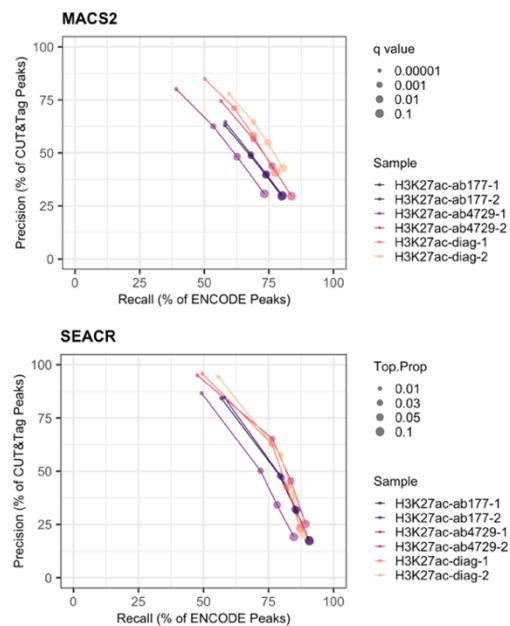 MACS2
Precision (% of CUT&Tag Peaks)
100
75
50
25
0
0 25 50 75 100
Recall (% of ENCODE Peaks)
q value
0.00001
0.001
0.01
0.1
Sample
H3K27ac-ab177-1
H3K27ac-ab177-2
H3K27ac-ab4729-1
H3K27ac-ab4729-2
H3K27ac-diag-1
H3K27ac-diag-2
SEACR
Precision (% of CUT&Tag Peaks)
100
75
50
25
0
0 25 50 75 100
Recall (% of ENCODE Peaks)
Top.Prop
0.01
0.03
0.05
0.1
Sample
H3K27ac-ab177-1
H3K27ac-ab177-2
H3K27ac-ab4729-1
H3K27ac-ab4729-2
H3K27ac-diag-1
H3K27ac-diag-2